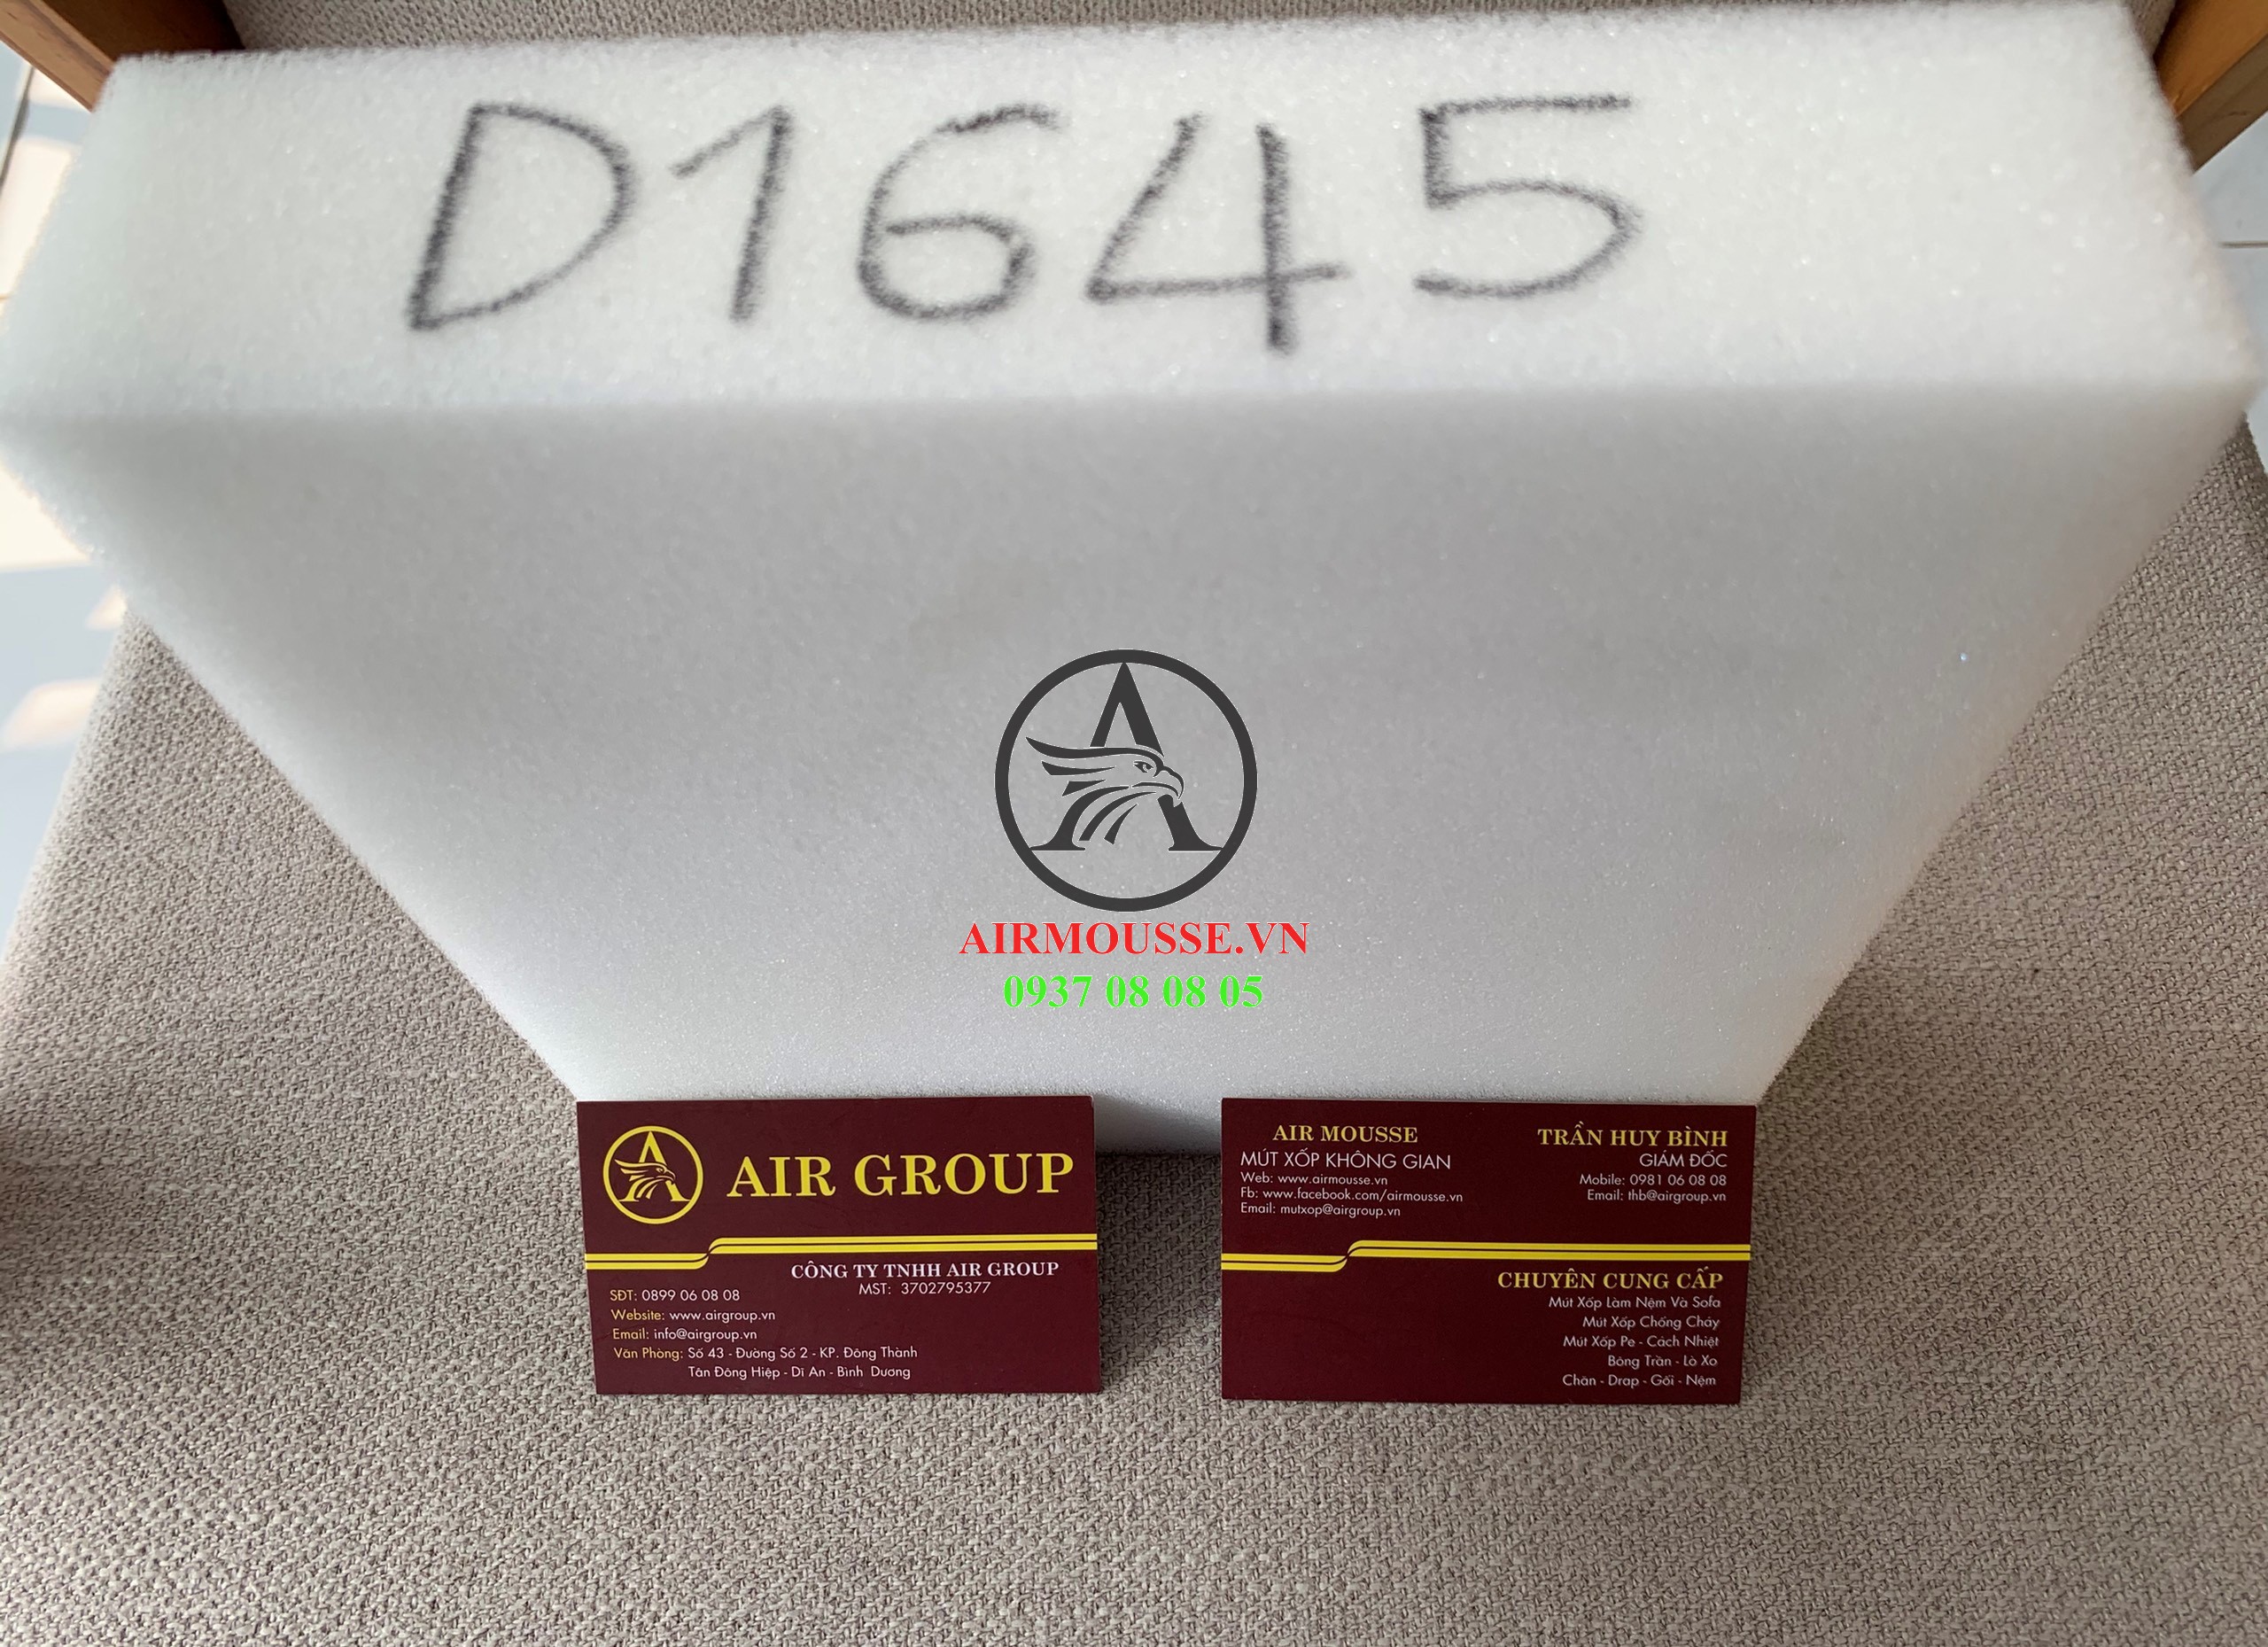 D1645
AIRMOUSSE.VN
0937 08 08 05
AIR GROUP
CÔNG TY TNHH AIR GROUP
MST: 3702795377
SĐT: 0899 06 08 08
Website: www.airgroup.vn
Email: info@airgroup.vn
Văn Phòng: Số 43 - Đường Số 2 - KP. Đông Thành
Tân Đông Hiệp - Dĩ An - Bình Dương
AIR MOUSSE
MÚT XỐP KHÔNG GIAN
Web: www.airmousse.vn
Fb: www.facebook.com/airmousse.vn
Email: mutxop@airgroup.vn
TRẦN HUY BÌNH
GIÁM ĐỐC
Mobile: 0981 06 08 08
Email: thb@airgroup.vn
CHUYÊN CUNG CẤP
Mút Xốp Làm Nệm Và Sofa
Mút Xốp Chống Cháy
Mút Xốp Pe - Cách Nhiệt
Bông Trần - Lò Xo
Chăn - Drap - Gối - Nệm